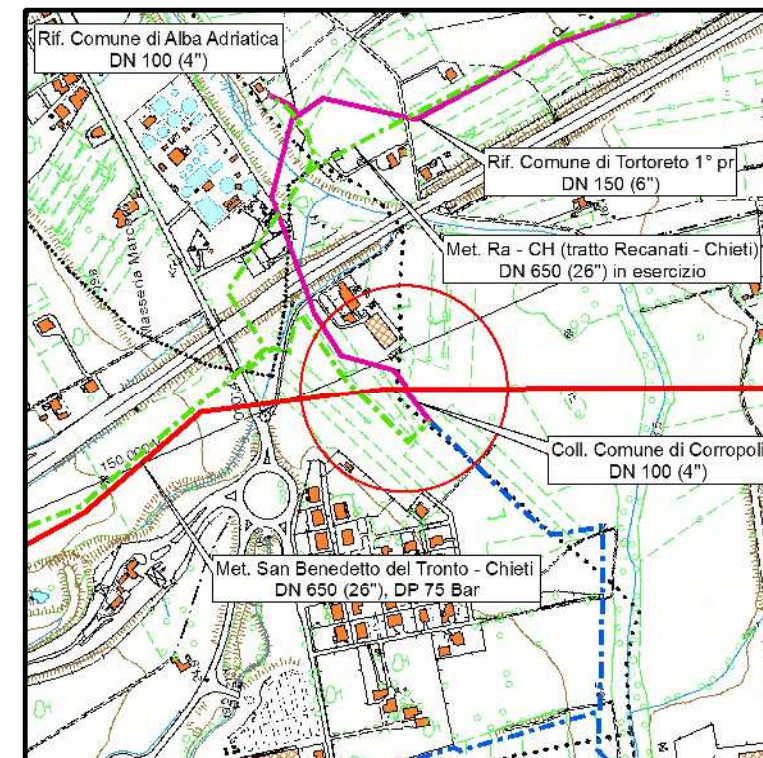 Rif. Comune di Alba Adriatica
DN 100 (4")
Rif. Comune di Tortoreto 1° pr
DN 150 (6")
Met. Ra - CH (tratto Recanati - Chieti)
DN 650 (26") in esercizio
Masseria Marc
150.000
Coll. Comune di Corropoli
DN 100 (4")
Met. San Benedetto del Tronto - Chieti
DN 650 (26"), DP 75 Bar